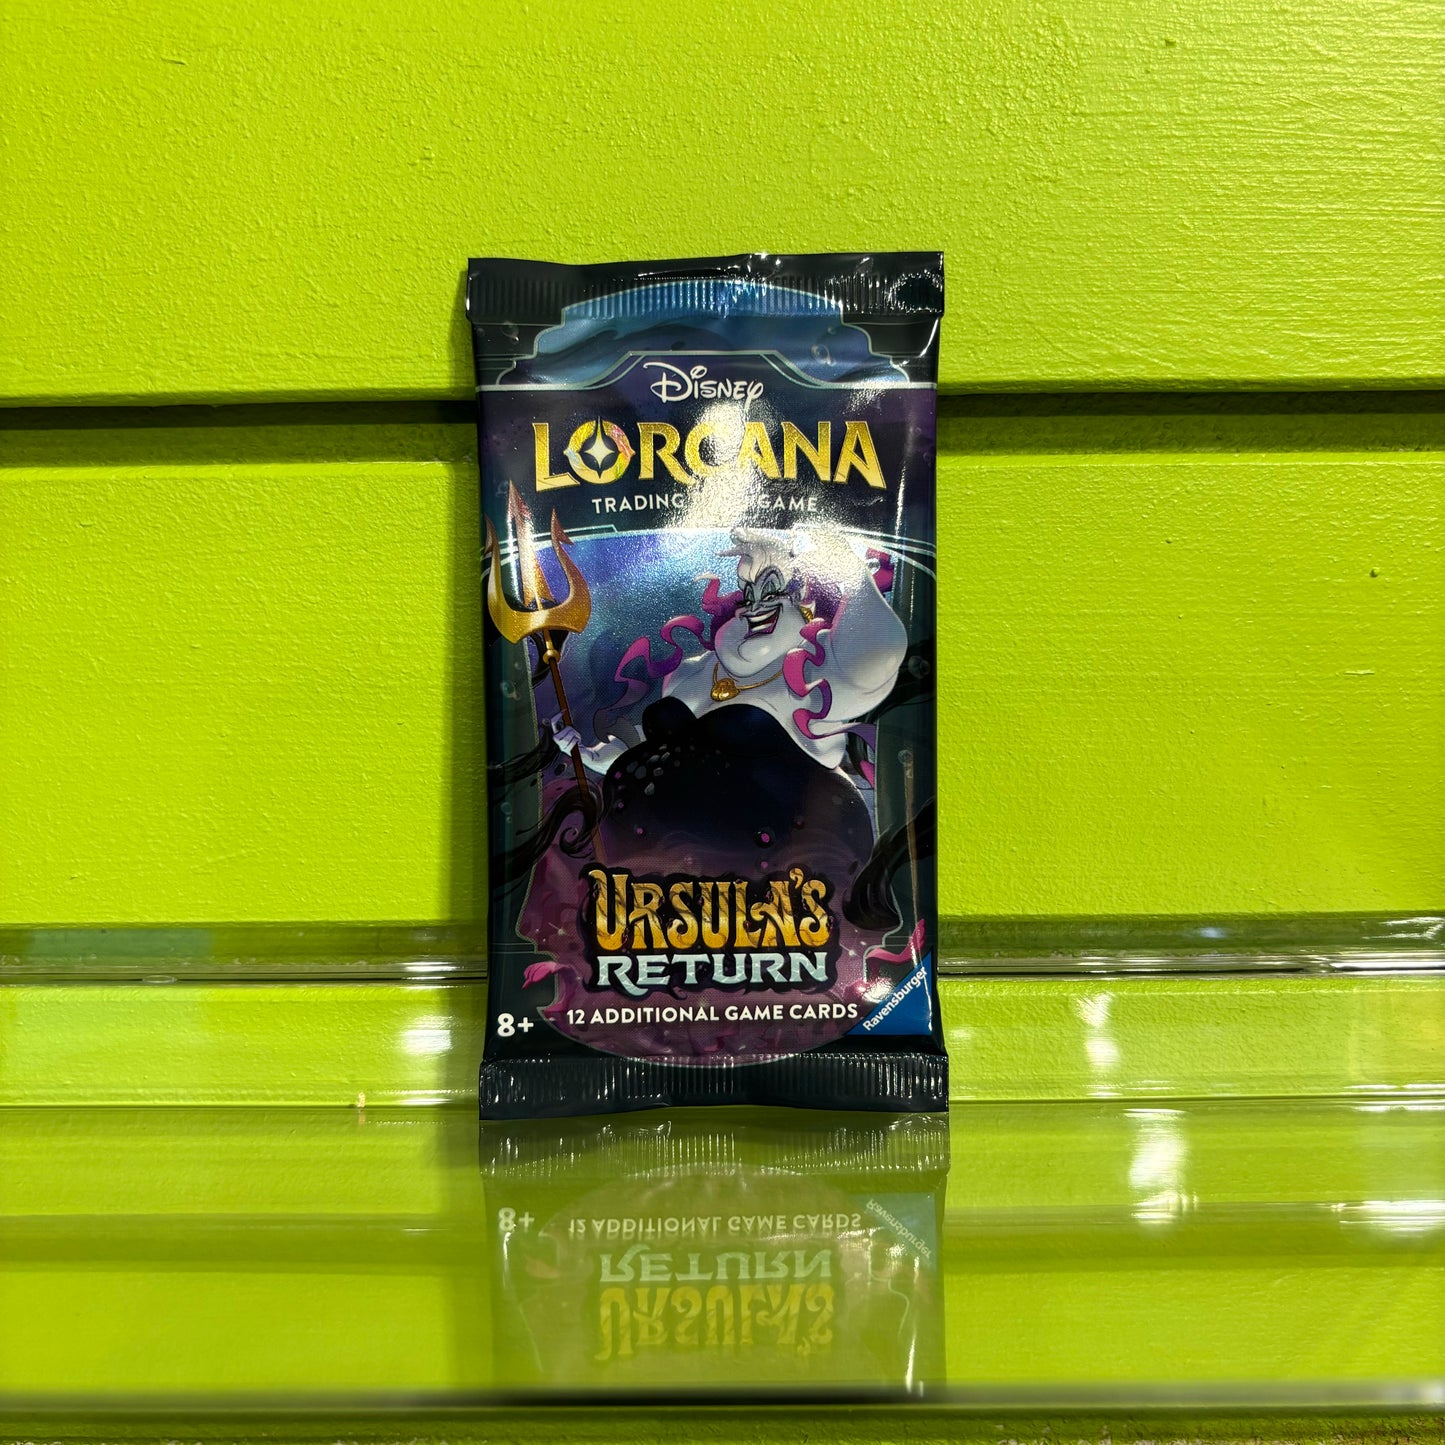 Disney
LORCANA
TRADING GAME
URSULA'S
RETURN
12 ADDITIONAL GAME CARDS
8+
Ravensburger